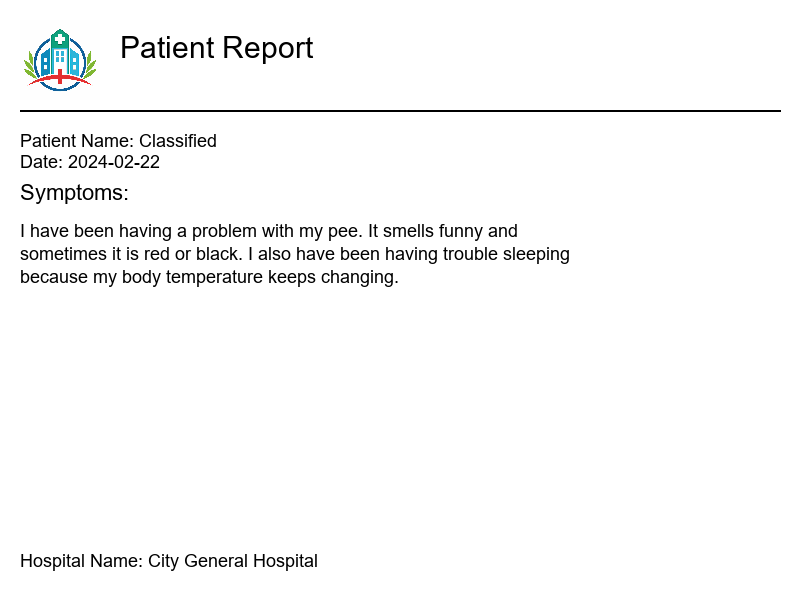 Patient Report
Patient Name: Classified
Date: 2024-02-22
Symptoms:
I have been having a problem with my pee. It smells funny and
sometimes it is red or black. I also have been having trouble sleeping
because my body temperature keeps changing.
Hospital Name: City General Hospital